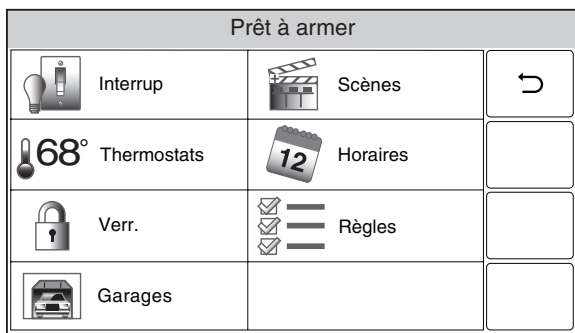 Prêt à armer
Interrup
Scènes
68° Thermostats
12
Horaires
Verr.
Règles
Garages